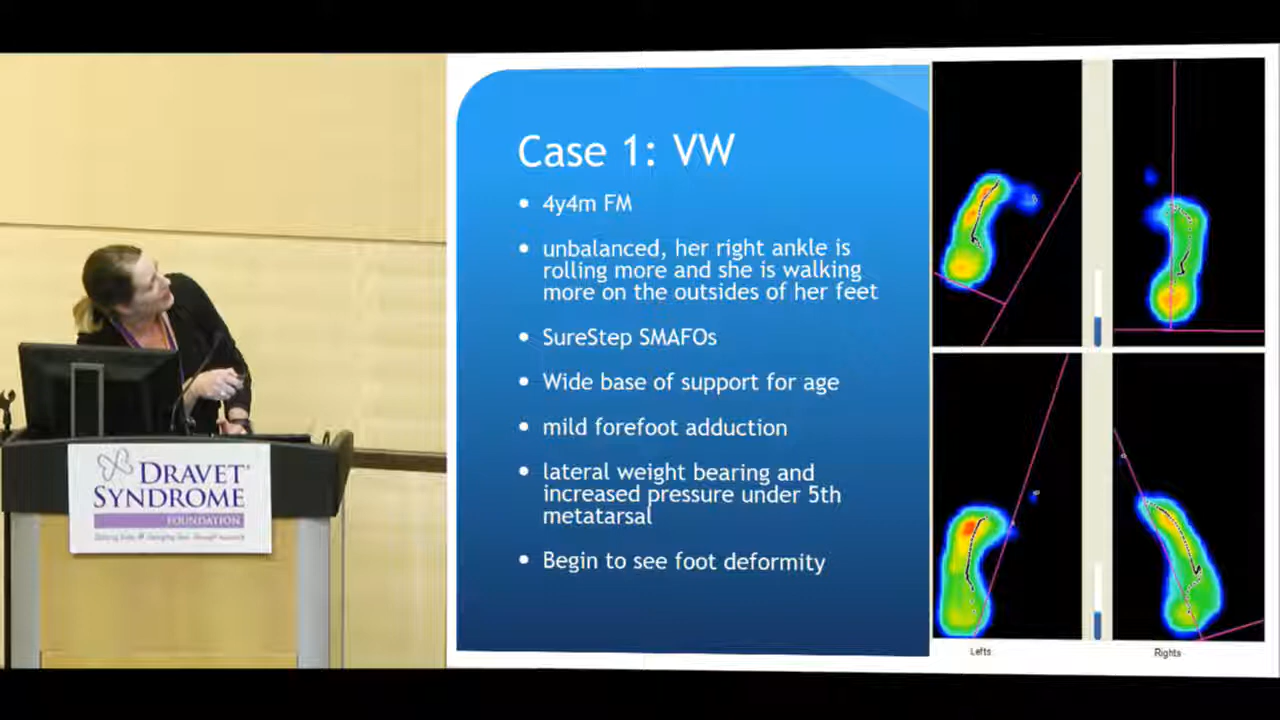 Case 1: VW
• 4y4m FM
• unbalanced, her right ankle is
rolling more and she is walking
more on the outsides of her feet
• SureStep SMAFOs
• Wide base of support for age
• mild forefoot adduction
• lateral weight bearing and
increased pressure under 5th
metatarsal
• Begin to see foot deformity
Lefts
Rights
DRAVET
SYNDROME
FOUNDATION